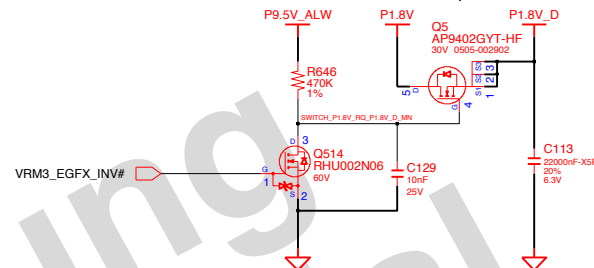 P9.5V_ALW
P1.8V
P1.8V_D
Q5
AP9402GYT-HF
30V 0505-002902
R646
470K
1%
5
D
S3 3
S2 2
S1 1
G
4
SWITCH_P1.8V_RQ_P1.8V_D_MN
D 3
Q514
RHU002N06
60V
G
1
S 2
VRM3_EGFX_INV#
C129
10nF
25V
C113
22000nF-X5R
20%
6.3V
ing